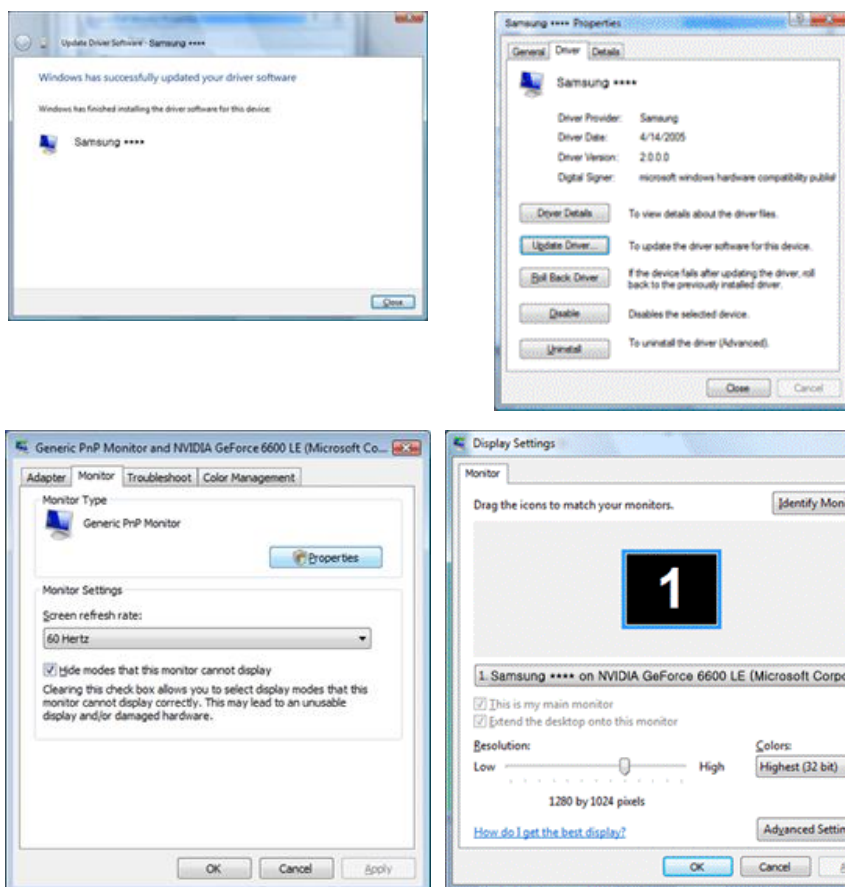 Update Driver Software - Samsung ****
Windows has successfully updated your driver software
Windows has finished installing the driver software for this device:
Samsung ****
Close
Samsung **** Properties
General Driver Details
Samsung ****
Driver Provider: Samsung
Driver Date: 4/14/2005
Driver Version: 2.0.0.0
Digital Signer: microsoft windows hardware compatibility publis
Driver Details To view details about the driver files.
Update Driver... To update the driver software for this device.
Roll Back Driver If the device fails after updating the driver, roll
back to the previously installed driver.
Disable Disables the selected device.
Uninstall To uninstall the driver (Advanced).
Close Cancel
Generic PnP Monitor and NVIDIA GeForce 6600 LE (Microsoft Co...
Adapter Monitor Troubleshoot Color Management
Monitor Type
Generic PnP Monitor
Properties
Monitor Settings
Screen refresh rate:
60 Hertz
Hide modes that this monitor cannot display
Clearing this check box allows you to select display modes that this
monitor cannot display correctly. This may lead to an unusable
display and/or damaged hardware.
OK Cancel Apply
Display Settings
Monitor
Drag the icons to match your monitors. Identify Moni
1
1. Samsung **** on NVIDIA GeForce 6600 LE (Microsoft Corpo
This is my main monitor
Extend the desktop onto this monitor
Resolution: Colors:
Low High Highest (32 bit)
1280 by 1024 pixels
How do I get the best display? Advanced Settin
OK Cancel